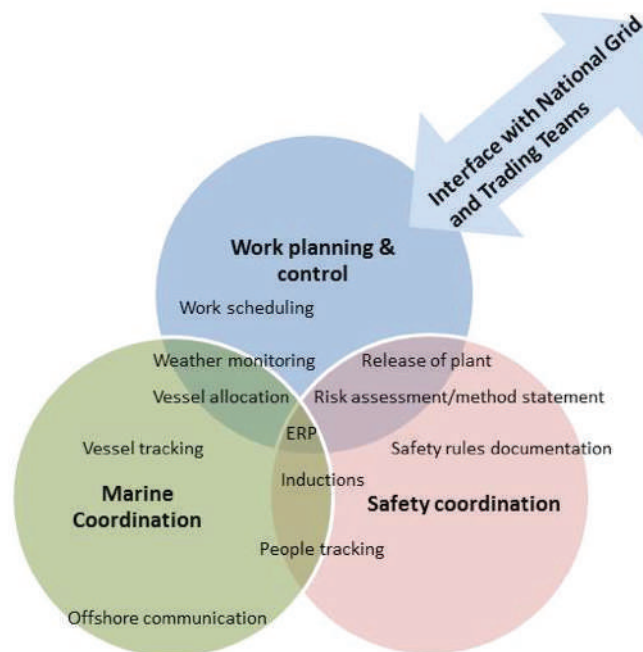 Interface with National Grid
and Trading Teams
Work planning &
control
Work scheduling
Weather monitoring
Release of plant
Vessel allocation
Risk assessment/method statement
ERP
Vessel tracking
Safety rules documentation
Inductions
Marine
Coordination
Safety coordination
People tracking
Offshore communication